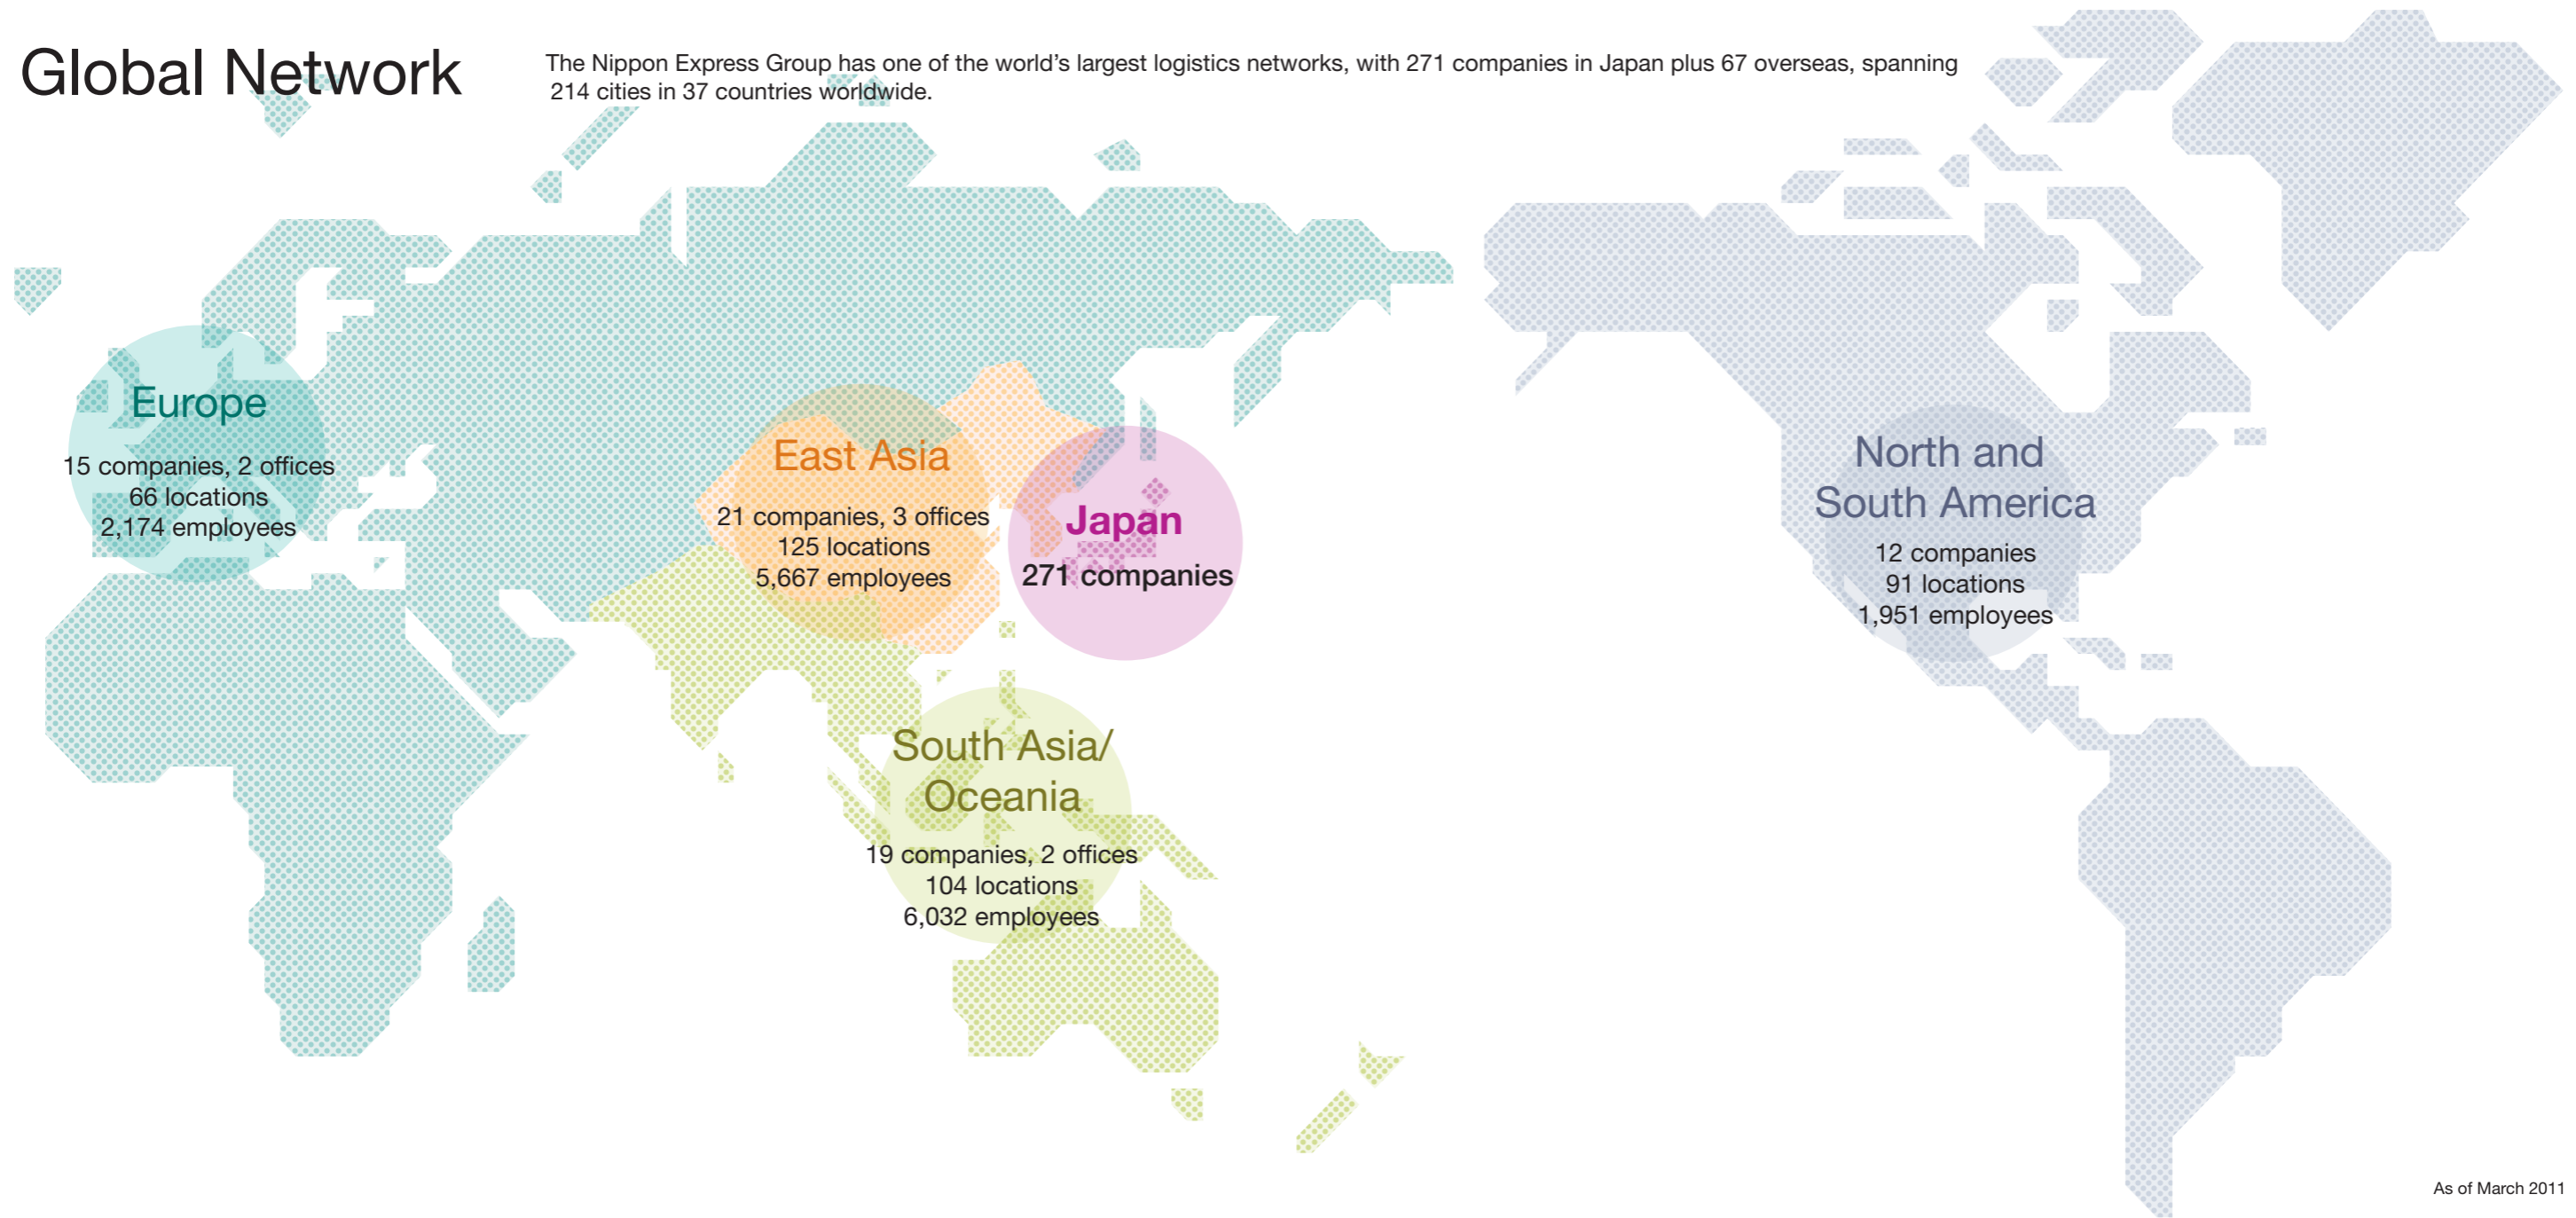 Global Network
The Nippon Express Group has one of the world's largest logistics networks, with 271 companies in Japan plus 67 overseas, spanning
214 cities in 37 countries worldwide.
Europe
15 companies, 2 offices
66 locations
2,174 employees
East Asia
21 companies, 3 offices
125 locations
5,667 employees
Japan
271 companies
North and
South America
12 companies
91 locations
1,951 employees
South Asia/
Oceania
19 companies, 2 offices
104 locations
6,032 employees
As of March 2011